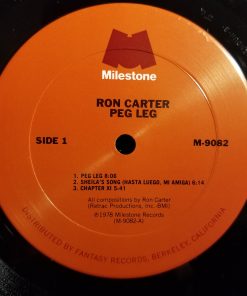 Milestone
RON CARTER
PEG LEG
SIDE 1 M-9082
1. PEG LEG 8:06
2. SHEILA'S SONG (HASTA LUEGO, MI AMIGA) 6:14
3. CHAPTER XI 5:41
All compositions by Ron Carter
(Retrac Productions, Inc.-BMI)
℗1978 Milestone Records
(M-9082-A)
DISTRIBUTED BY FANTASY RECORDS, BERKELEY, CALIFORNIA